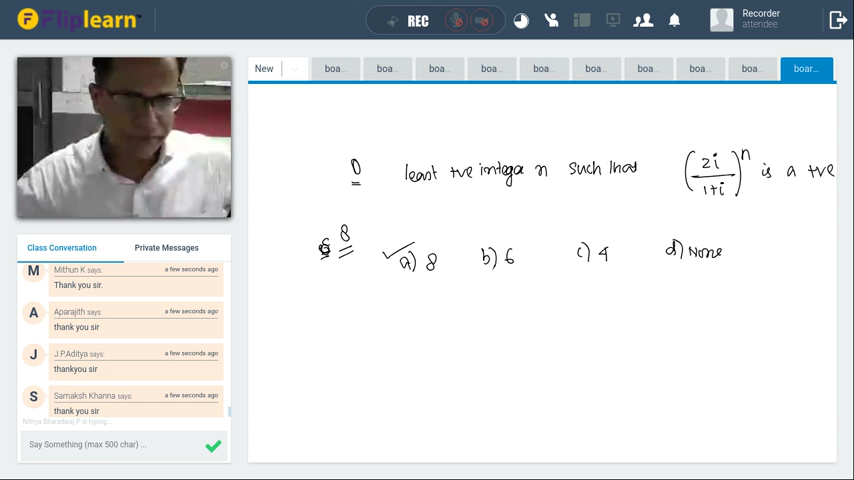 Fliplearn
REC
Recorder
attendee
New
boa...
boa...
boa...
boa...
boa...
boa...
boa...
boa...
boa...
boar...
least +ve intega n such that (2i/1+i)^n is a +ve
8
a) 8 b) 6 c) 4 d) None
Class Conversation
Private Messages
M
Mithun K says:
a few seconds ago
Thank you sir.
A
Aparajith says:
a few seconds ago
thank you sir
J
J.P.Aditya says:
a few seconds ago
thankyou sir
S
Samaksh Khanna says:
a few seconds ago
thank you sir
Nithya Bharadwaj P is typing...
Say Something (max 500 char) ...